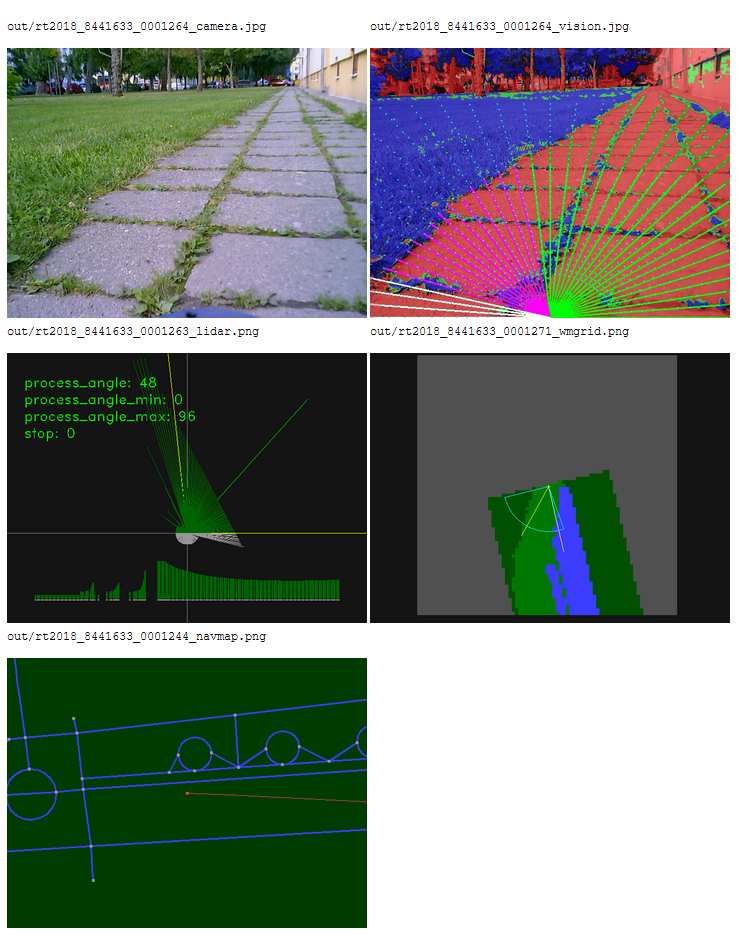 out/rt2018_8441633_0001264_camera.jpg
out/rt2018_8441633_0001264_vision.jpg
out/rt2018_8441633_0001263_lidar.png
out/rt2018_8441633_0001271_wmgrid.png
process_angle: 48
process_angle_min: 0
process_angle_max: 96
stop: 0
out/rt2018_8441633_0001244_navmap.png